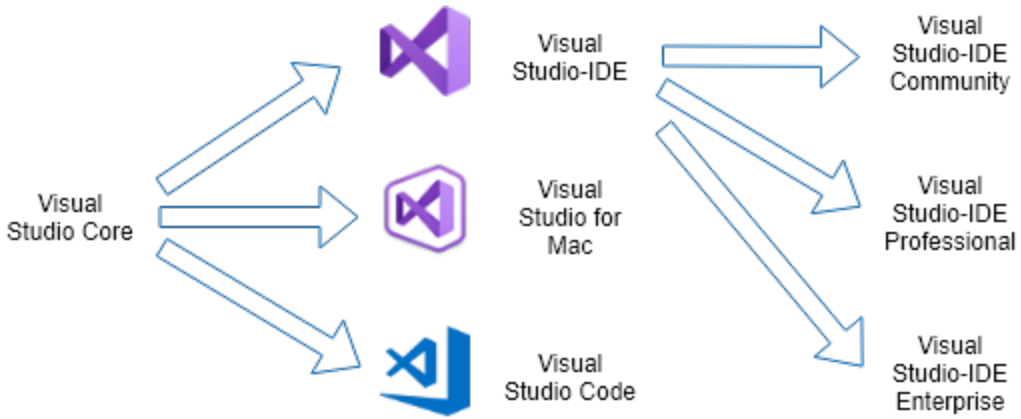 Visual
Studio Core
Visual
Studio-IDE
Visual
Studio for
Mac
Visual
Studio Code
Visual
Studio-IDE
Community
Visual
Studio-IDE
Professional
Visual
Studio-IDE
Enterprise